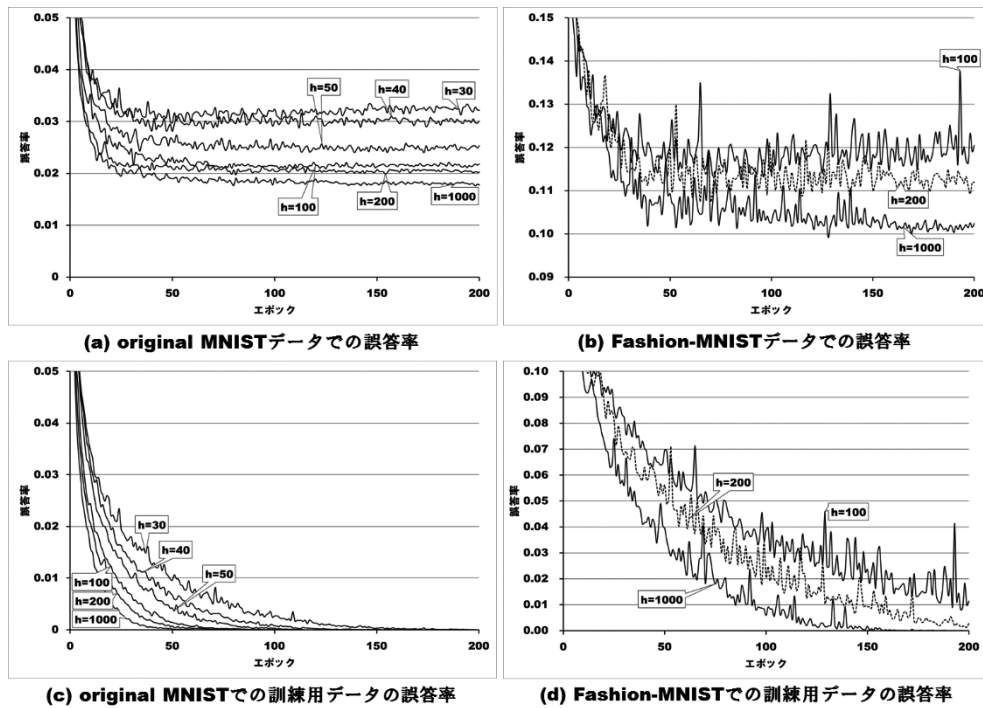 0.05
0.04
0.03
0.02
0.01
0
誤答率
0
50
100
150
200
エポック
h=50
h=40
h=30
h=100
h=200
h=1000
(a) original MNISTデータでの誤答率
0.15
0.14
0.13
0.12
0.11
0.10
0.09
誤答率
0
50
100
150
200
エポック
h=100
h=200
h=1000
(b) Fashion-MNISTデータでの誤答率
0.05
0.04
0.03
0.02
0.01
0
誤答率
0
50
100
150
200
エポック
h=30
h=40
h=50
h=100
h=200
h=1000
(c) original MNISTでの訓練用データの誤答率
0.10
0.09
0.08
0.07
0.06
0.05
0.04
0.03
0.02
0.01
0.00
誤答率
0
50
100
150
200
エポック
h=200
h=100
h=1000
(d) Fashion-MNISTでの訓練用データの誤答率